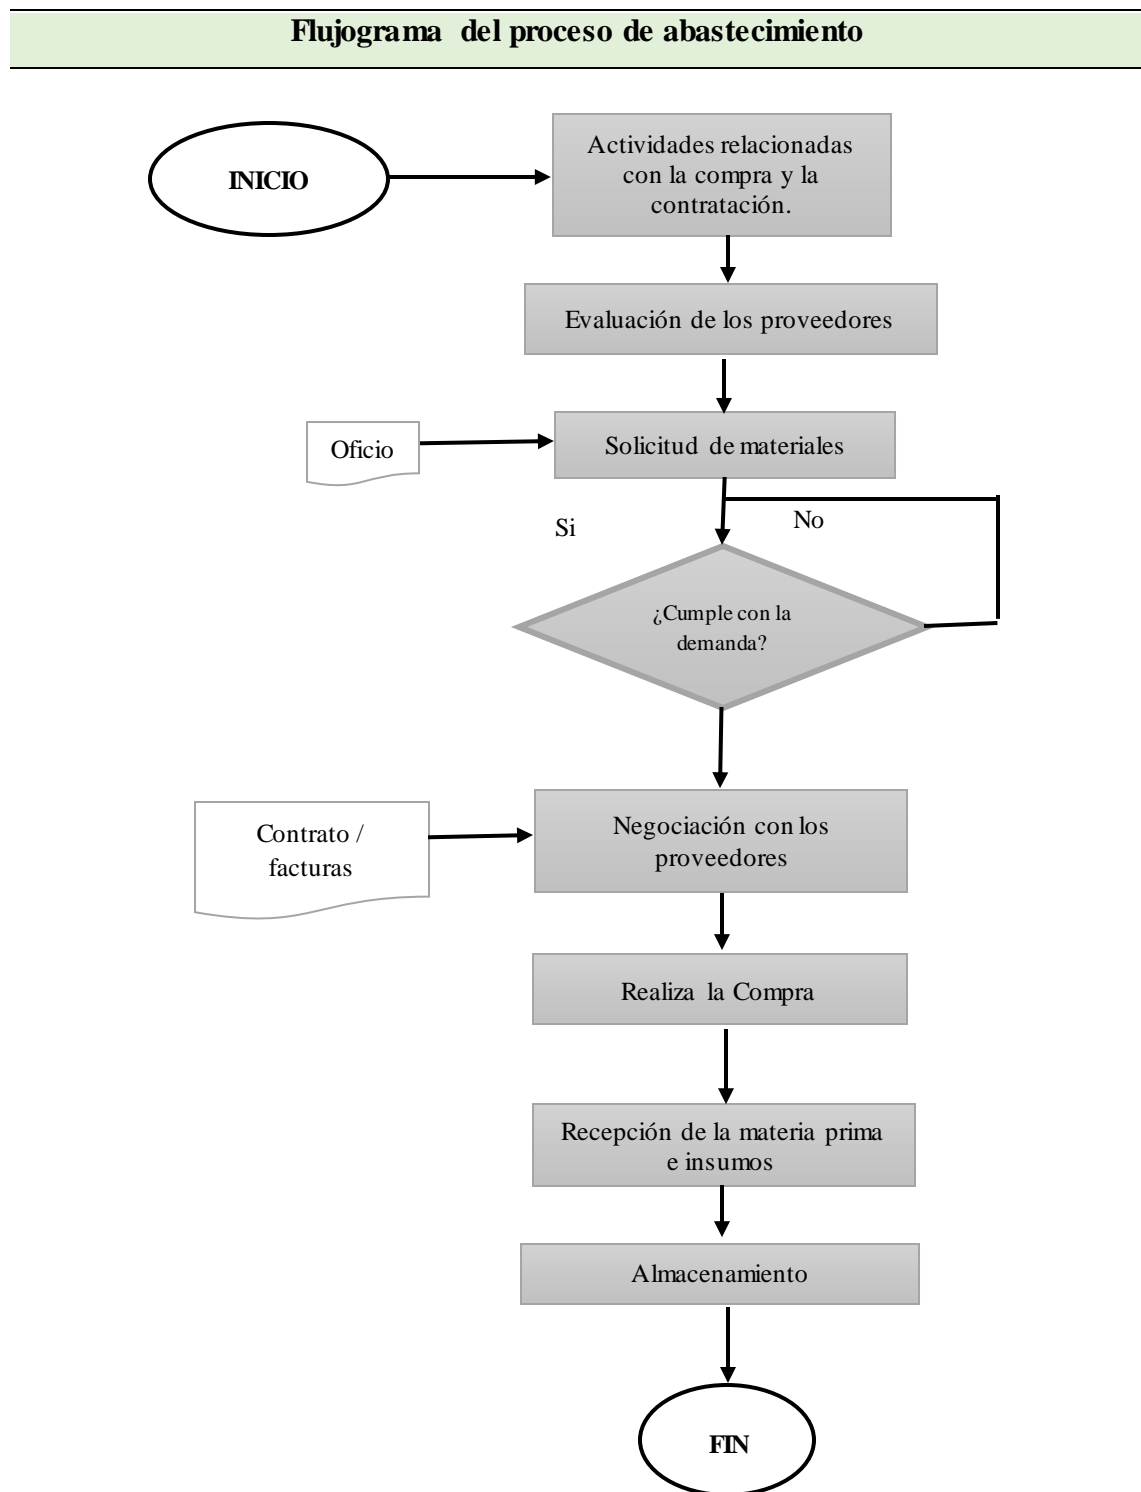 Flujograma del proceso de abastecimiento
INICIO
Actividades relacionadas
con la compra y la
contratación.
Evaluación de los proveedores
Oficio
Solicitud de materiales
Si
No
¿Cumple con la
demanda?
Contrato /
facturas
Negociación con los
proveedores
Realiza la Compra
Recepción de la materia prima
e insumos
Almacenamiento
FIN